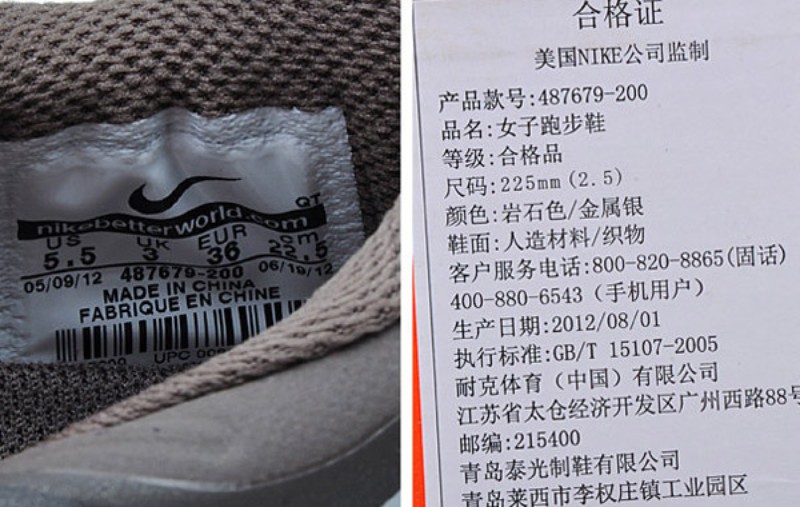 nikebetterworld.com
QT
US UK EUR cm
5.5 3 36 22.5
05/09/12 487679-200 06/19/12
MADE IN CHINA
FABRIQUE EN CHINE
UPC
合格证
美国NIKE公司监制
产品款号:487679-200
品名:女子跑步鞋
等级:合格品
尺码:225mm(2.5)
颜色:岩石色/金属银
鞋面:人造材料/织物
客户服务电话:800-820-8865(固话)
400-880-6543（手机用户）
生产日期:2012/08/01
执行标准:GB/T 15107-2005
耐克体育（中国）有限公司
江苏省太仓经济开发区广州西路88号
邮编:215400
青岛泰光制鞋有限公司
青岛莱西市李权庄镇工业园区